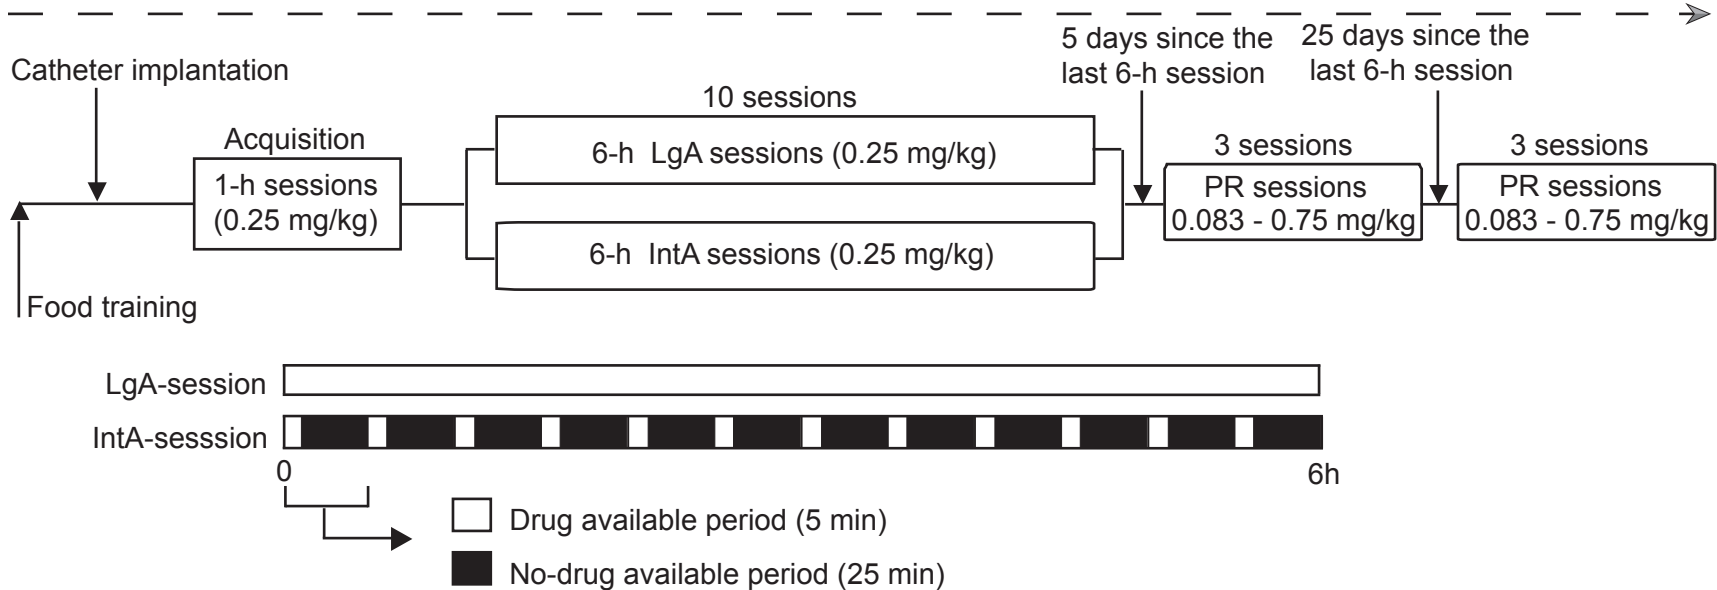 Catheter implantation
Food training
Acquisition
1-h sessions
(0.25 mg/kg)
10 sessions
6-h LgA sessions (0.25 mg/kg)
6-h IntA sessions (0.25 mg/kg)
5 days since the
last 6-h session
3 sessions
PR sessions
0.083 - 0.75 mg/kg
25 days since the
last 6-h session
3 sessions
PR sessions
0.083 - 0.75 mg/kg
LgA-session
IntA-sesssion
0
6h
Drug available period (5 min)
No-drug available period (25 min)